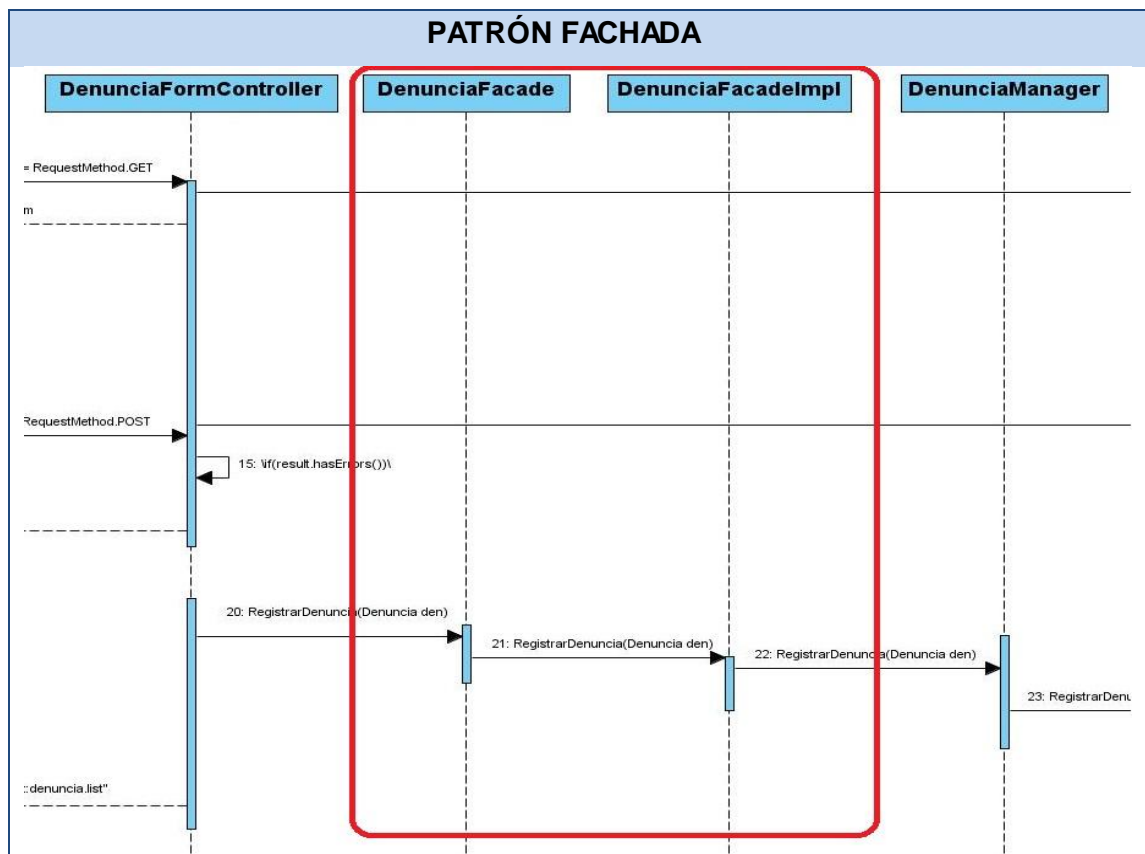 PATRÓN FACHADA
DenunciaFormController
DenunciaFacade
DenunciaFacadeImpl
DenunciaManager
= RequestMethod.GET
m
RequestMethod.POST
15: \if(result.hasErrors())\
20: RegistrarDenuncia(Denuncia den)
21: RegistrarDenuncia(Denuncia den)
22: RegistrarDenuncia(Denuncia den)
23: RegistrarDenu
:denuncia.list"